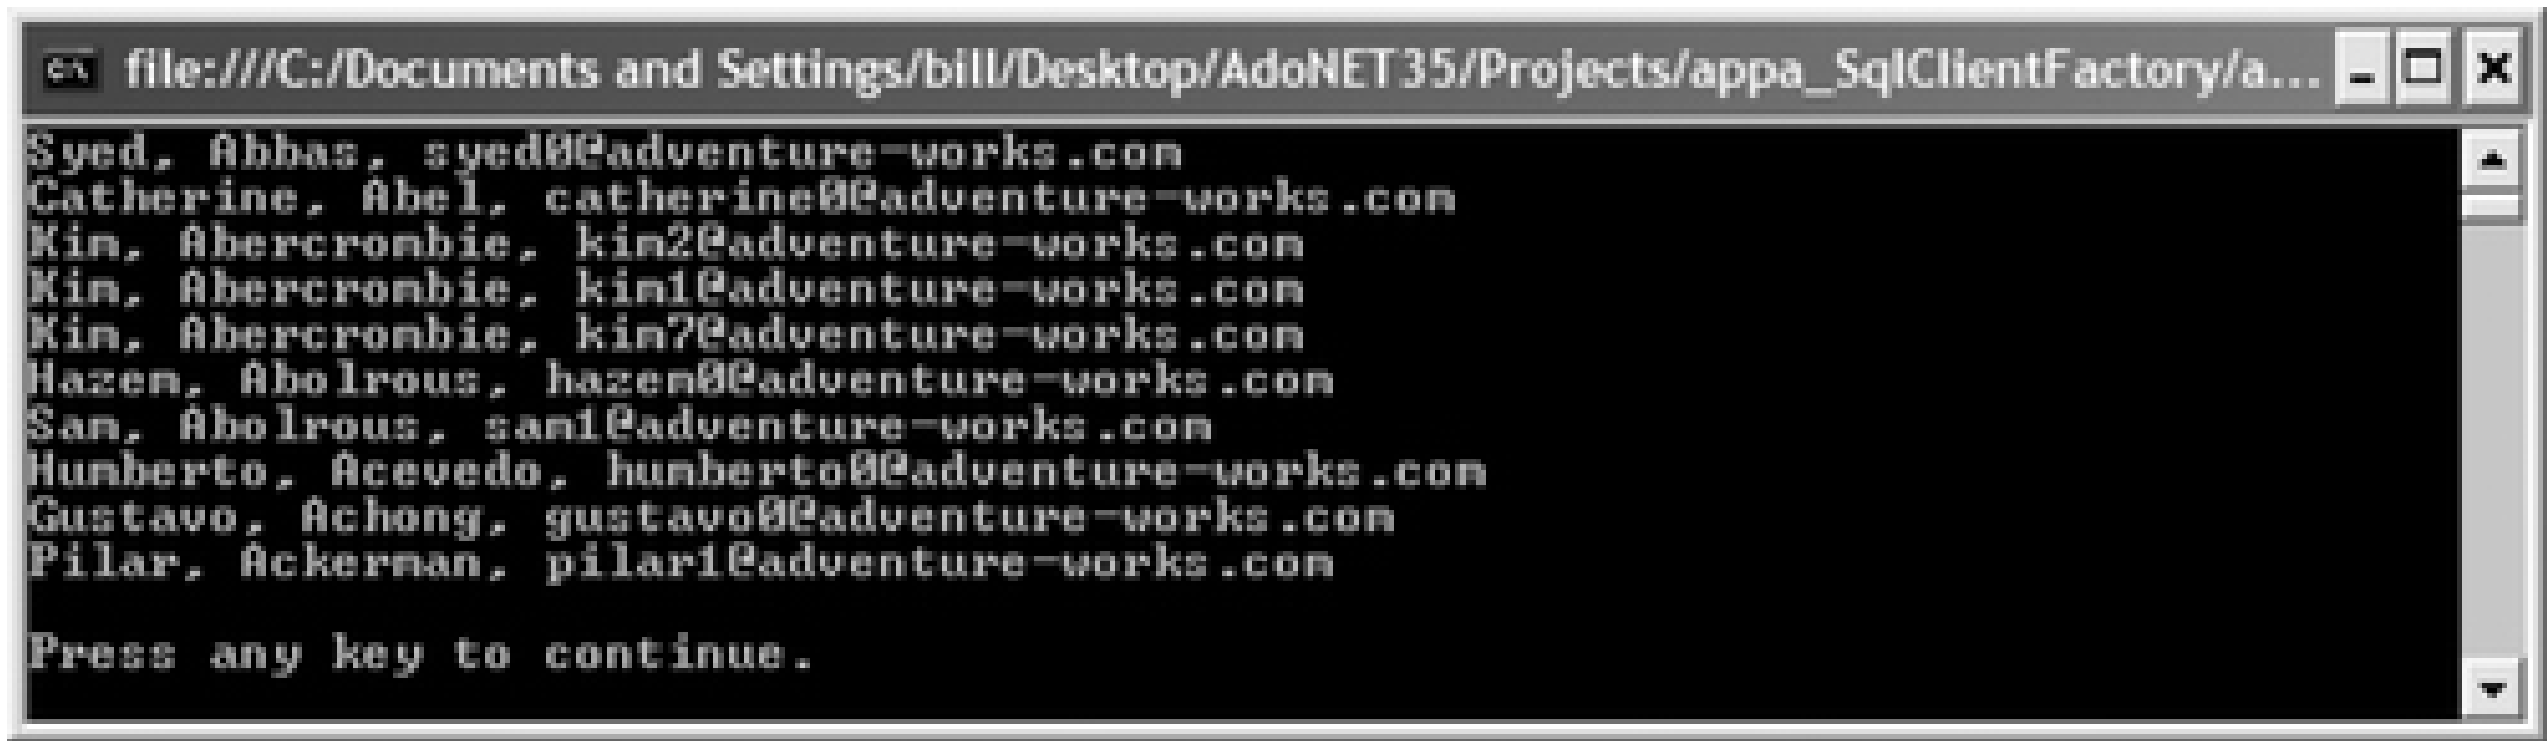 file:///C:/Documents and Settings/bill/Desktop/AdoNET35/Projects/appa_SqlClientFactory/a...
Syed, Abbas, syed0@adventure-works.com
Catherine, Abel, catherine0@adventure-works.com
Kim, Abercrombie, kim2@adventure-works.com
Kim, Abercrombie, kim1@adventure-works.com
Kim, Abercrombie, kim7@adventure-works.com
Hazem, Abolrous, hazem0@adventure-works.com
Sam, Abolrous, sam1@adventure-works.com
Humberto, Acevedo, humberto0@adventure-works.com
Gustavo, Achong, gustavo0@adventure-works.com
Pilar, Ackerman, pilar1@adventure-works.com
Press any key to continue.